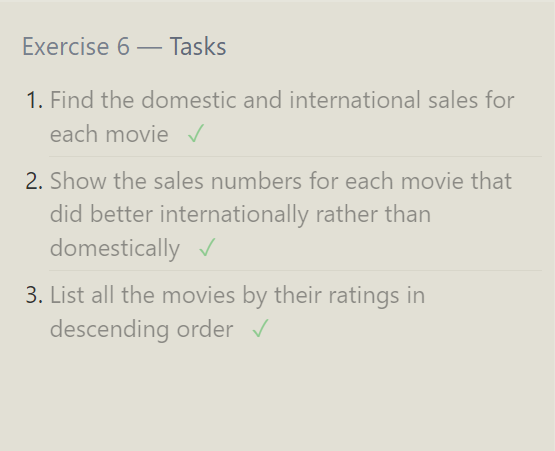 Exercise 6 — Tasks
1. Find the domestic and international sales for
each movie ✓
2. Show the sales numbers for each movie that
did better internationally rather than
domestically ✓
3. List all the movies by their ratings in
descending order ✓